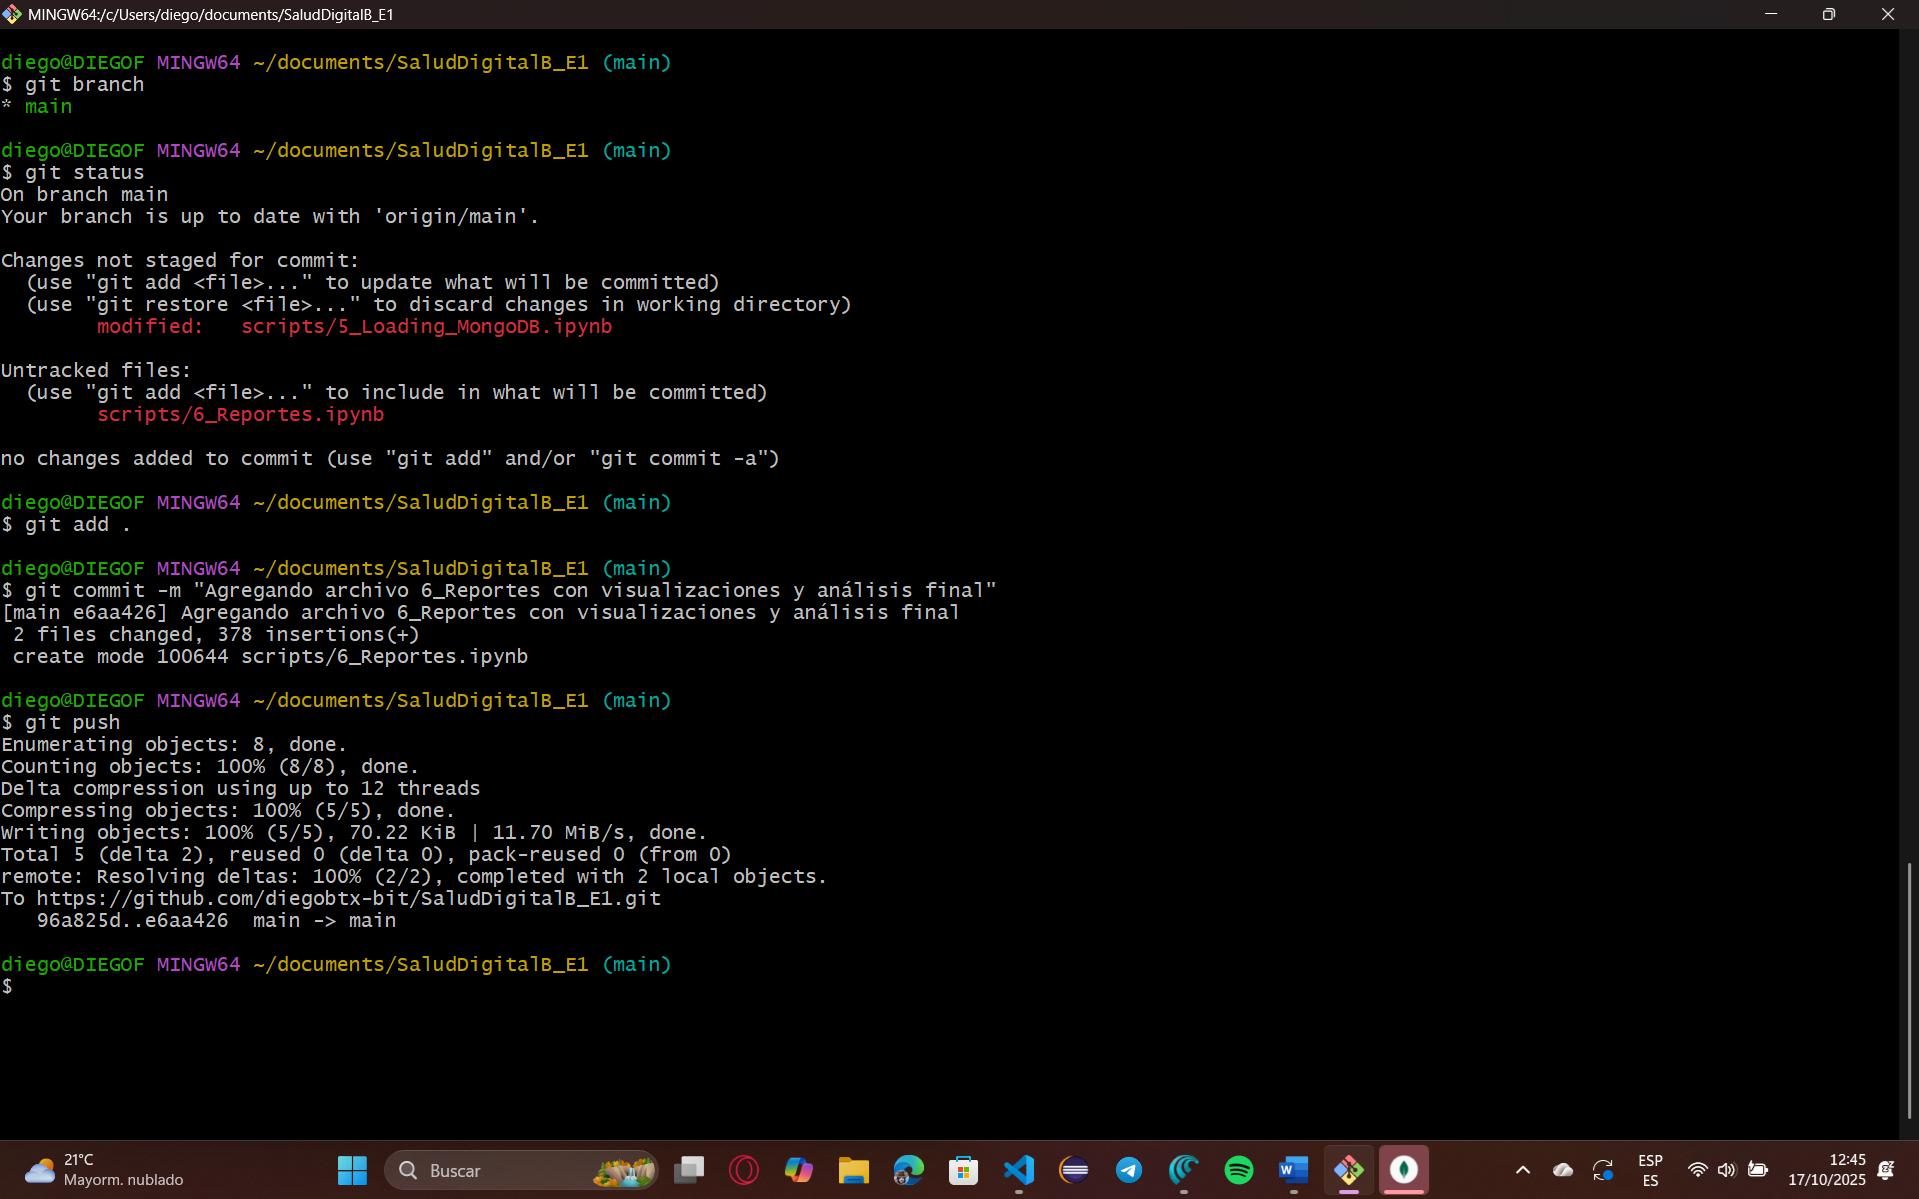 MINGW64:/c/Users/diego/documents/SaludDigitalB_E1
diego@DIEGOF MINGW64 ~/documents/SaludDigitalB_E1 (main)
$ git branch
* main
diego@DIEGOF MINGW64 ~/documents/SaludDigitalB_E1 (main)
$ git status
On branch main
Your branch is up to date with 'origin/main'.
Changes not staged for commit:
  (use "git add <file>..." to update what will be committed)
  (use "git restore <file>..." to discard changes in working directory)
        modified:   scripts/5_Loading_MongoDB.ipynb
Untracked files:
  (use "git add <file>..." to include in what will be committed)
        scripts/6_Reportes.ipynb
no changes added to commit (use "git add" and/or "git commit -a")
diego@DIEGOF MINGW64 ~/documents/SaludDigitalB_E1 (main)
$ git add .
diego@DIEGOF MINGW64 ~/documents/SaludDigitalB_E1 (main)
$ git commit -m "Agregando archivo 6_Reportes con visualizaciones y análisis final"
[main e6aa426] Agregando archivo 6_Reportes con visualizaciones y análisis final
 2 files changed, 378 insertions(+)
 create mode 100644 scripts/6_Reportes.ipynb
diego@DIEGOF MINGW64 ~/documents/SaludDigitalB_E1 (main)
$ git push
Enumerating objects: 8, done.
Counting objects: 100% (8/8), done.
Delta compression using up to 12 threads
Compressing objects: 100% (5/5), done.
Writing objects: 100% (5/5), 70.22 KiB | 11.70 MiB/s, done.
Total 5 (delta 2), reused 0 (delta 0), pack-reused 0 (from 0)
remote: Resolving deltas: 100% (2/2), completed with 2 local objects.
To https://github.com/diegobtx-bit/SaludDigitalB_E1.git
   96a825d..e6aa426  main -> main
diego@DIEGOF MINGW64 ~/documents/SaludDigitalB_E1 (main)
$
21°C
Mayorm. nublado
Buscar
ESP
ES
12:45
17/10/2025